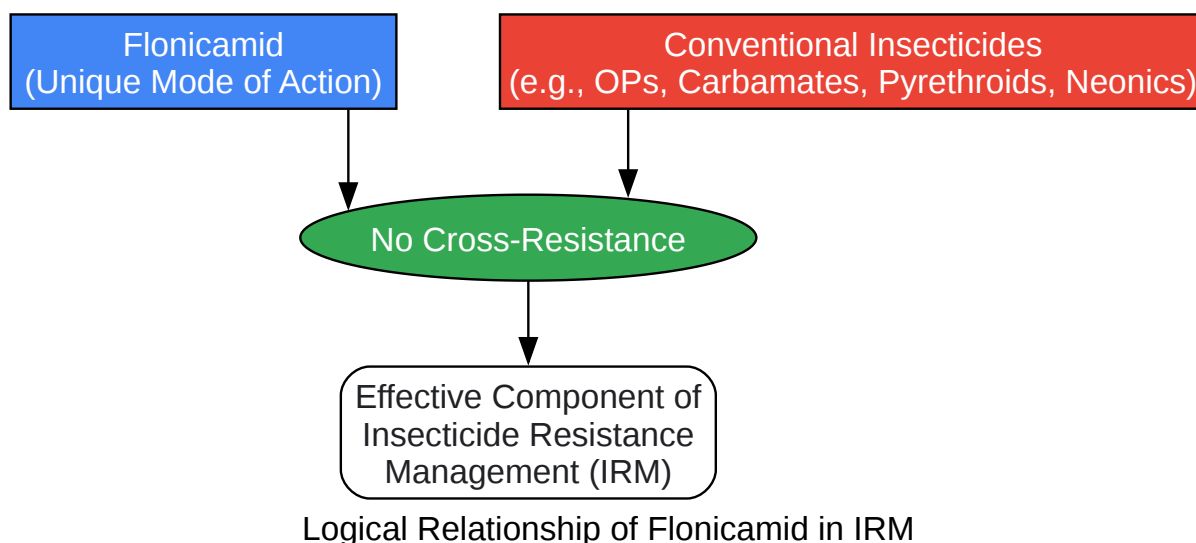 Flonicamid
(Unique Mode of Action)
Conventional Insecticides
(e.g., OPs, Carbamates, Pyrethroids, Neonics)
No Cross-Resistance
Effective Component of
Insecticide Resistance
Management (IRM)
Logical Relationship of Flonicamid in IRM